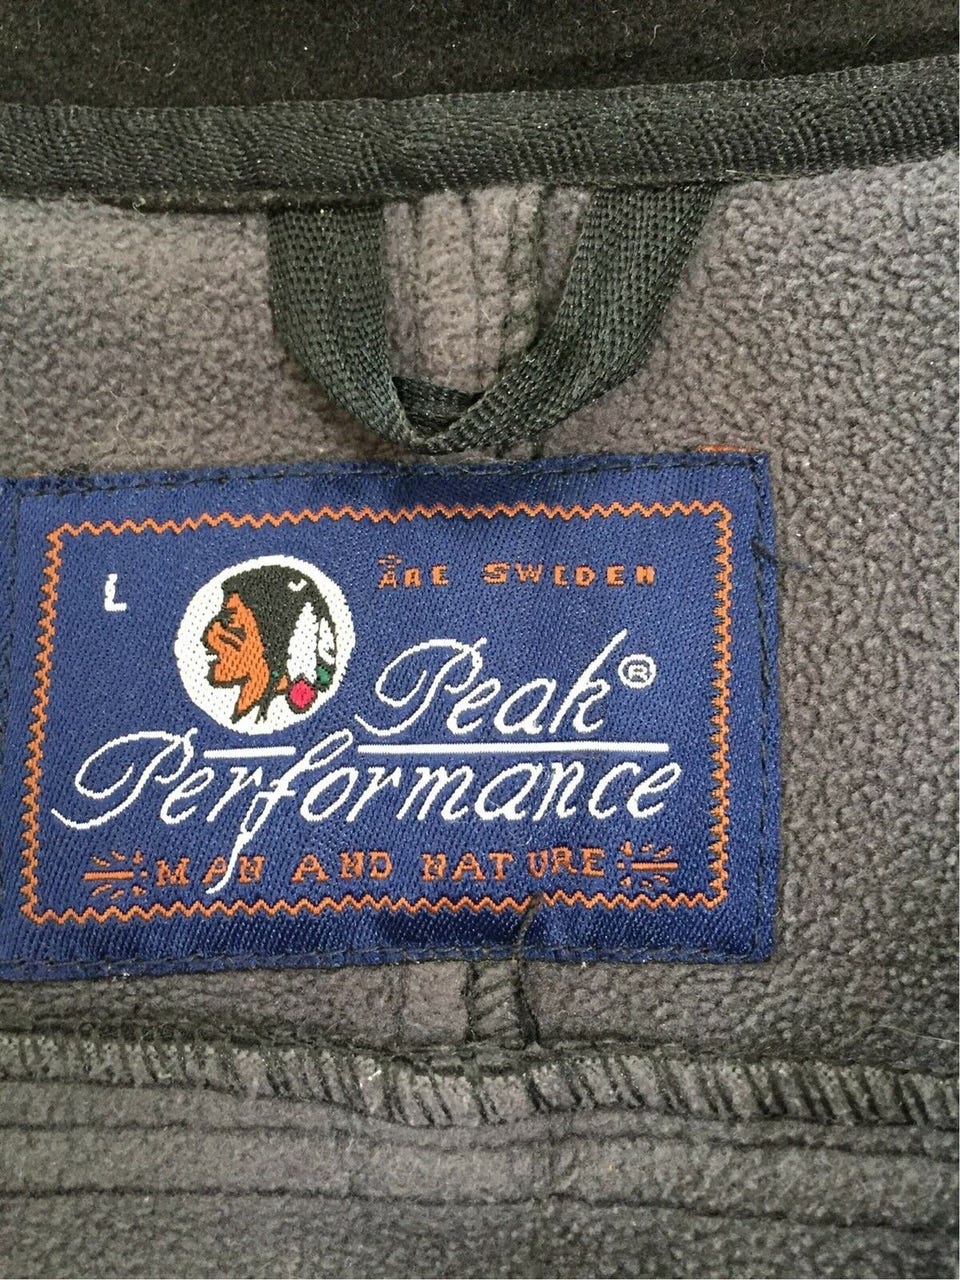 L
ÅRE SWEDEN
Peak®
Performance
MAN AND NATURE